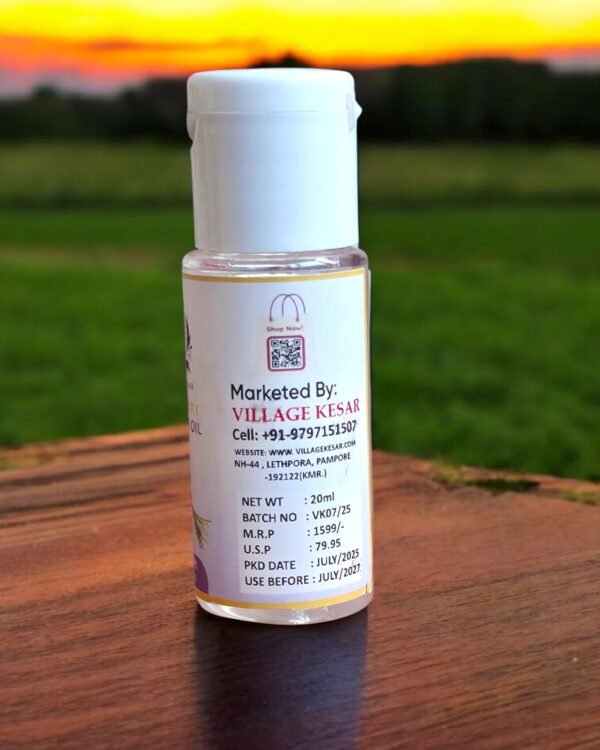 Shop Now!
OIL
Marketed By:
VILLAGE KESAR
Cell: +91-9797151507
WEBSITE: WWW. VILLAGEKESAR.COM
NH-44 , LETHPORA, PAMPORE
-192122(KMR.)
NET WT : 20ml
BATCH NO : VK07/25
M.R.P : 1599/-
U.S.P : 79.95
PKD DATE : JULY/2025
USE BEFORE : JULY/2027